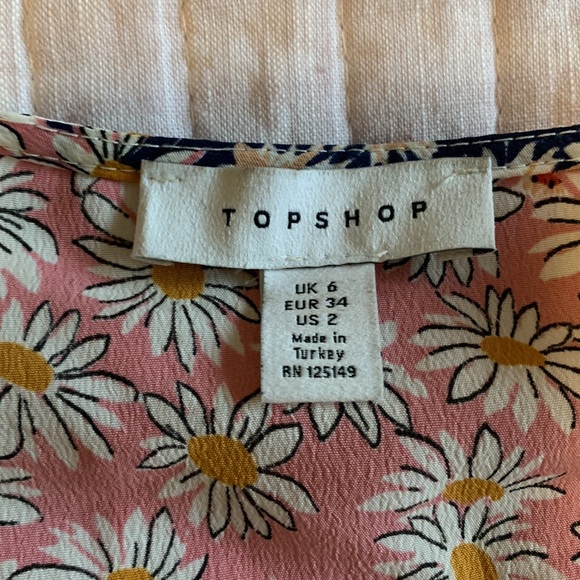 TOPSHOP
UK 6
EUR 34
US 2
Made in
Turkey
RN 125149